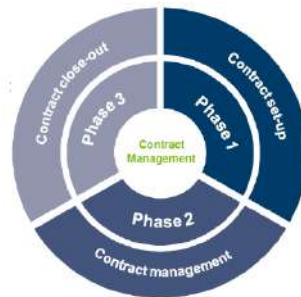 Contract
Management
Phase 1
Contract set-up
Phase 2
Contract management
Phase 3
Contract close-out